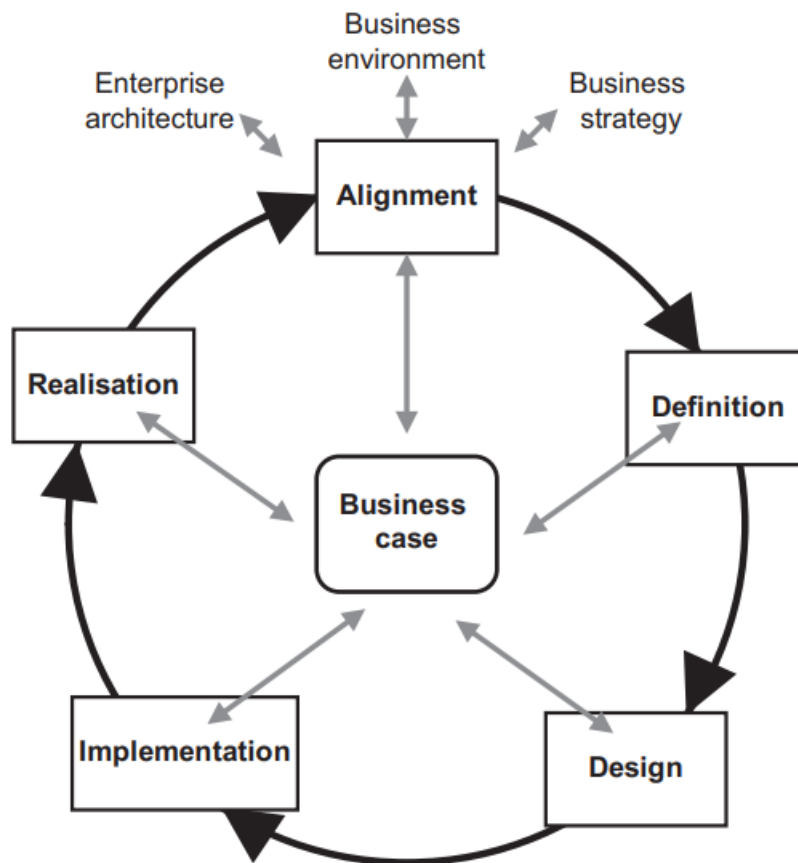 Business
environment
Enterprise
architecture
Business
strategy
Alignment
Realisation
Definition
Business
case
Implementation
Design